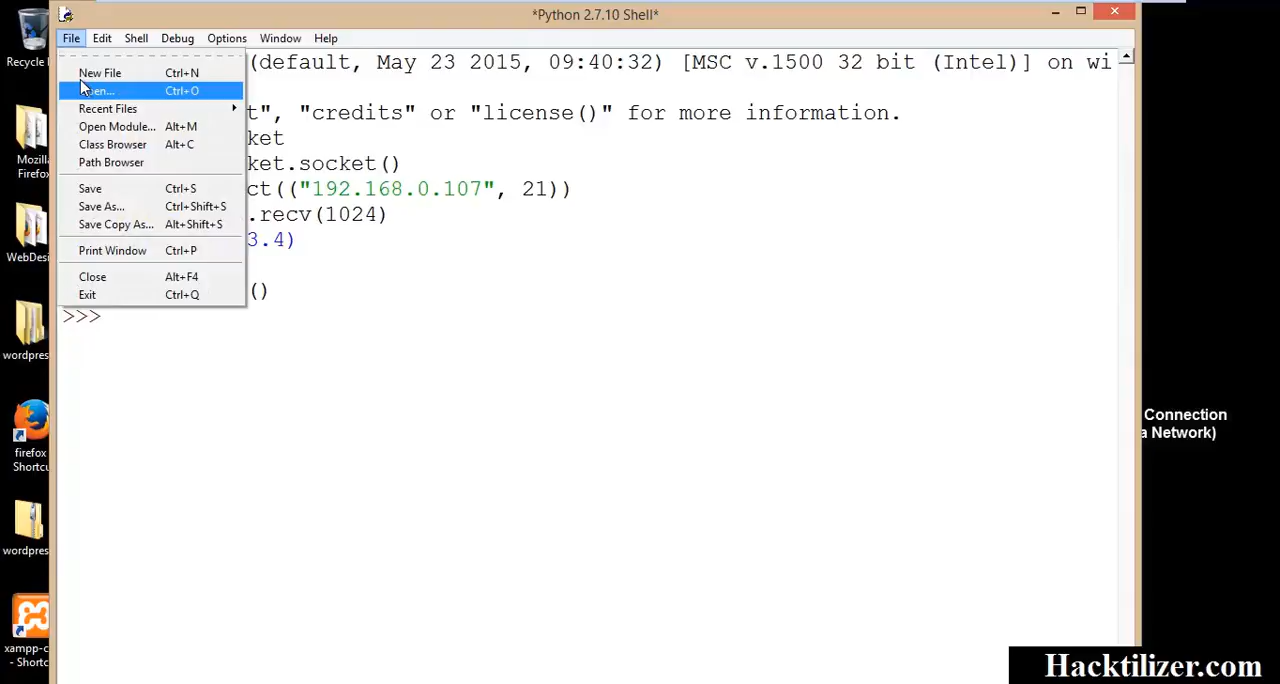 *Python 2.7.10 Shell*
File Edit Shell Debug Options Window Help
New File Ctrl+N
Ctrl+O
Recent Files
Open Module... Alt+M
Class Browser Alt+C
Path Browser
Save Ctrl+S
Save As... Ctrl+Shift+S
Save Copy As... Alt+Shift+S
Print Window Ctrl+P
Close Alt+F4
Exit Ctrl+Q
(default, May 23 2015, 09:40:32) [MSC v.1500 32 bit (Intel)] on wi
t", "credits" or "license()" for more information.
ket
ket.socket()
ct(("192.168.0.107", 21))
.recv(1024)
3.4)
()
>>>
Recycle
Mozilla
Firefox
WebDesi
wordpres
firefox
Shortcu
wordpres
xampp-c
- Shortc
Connection
a Network)
Hacktilizer.com